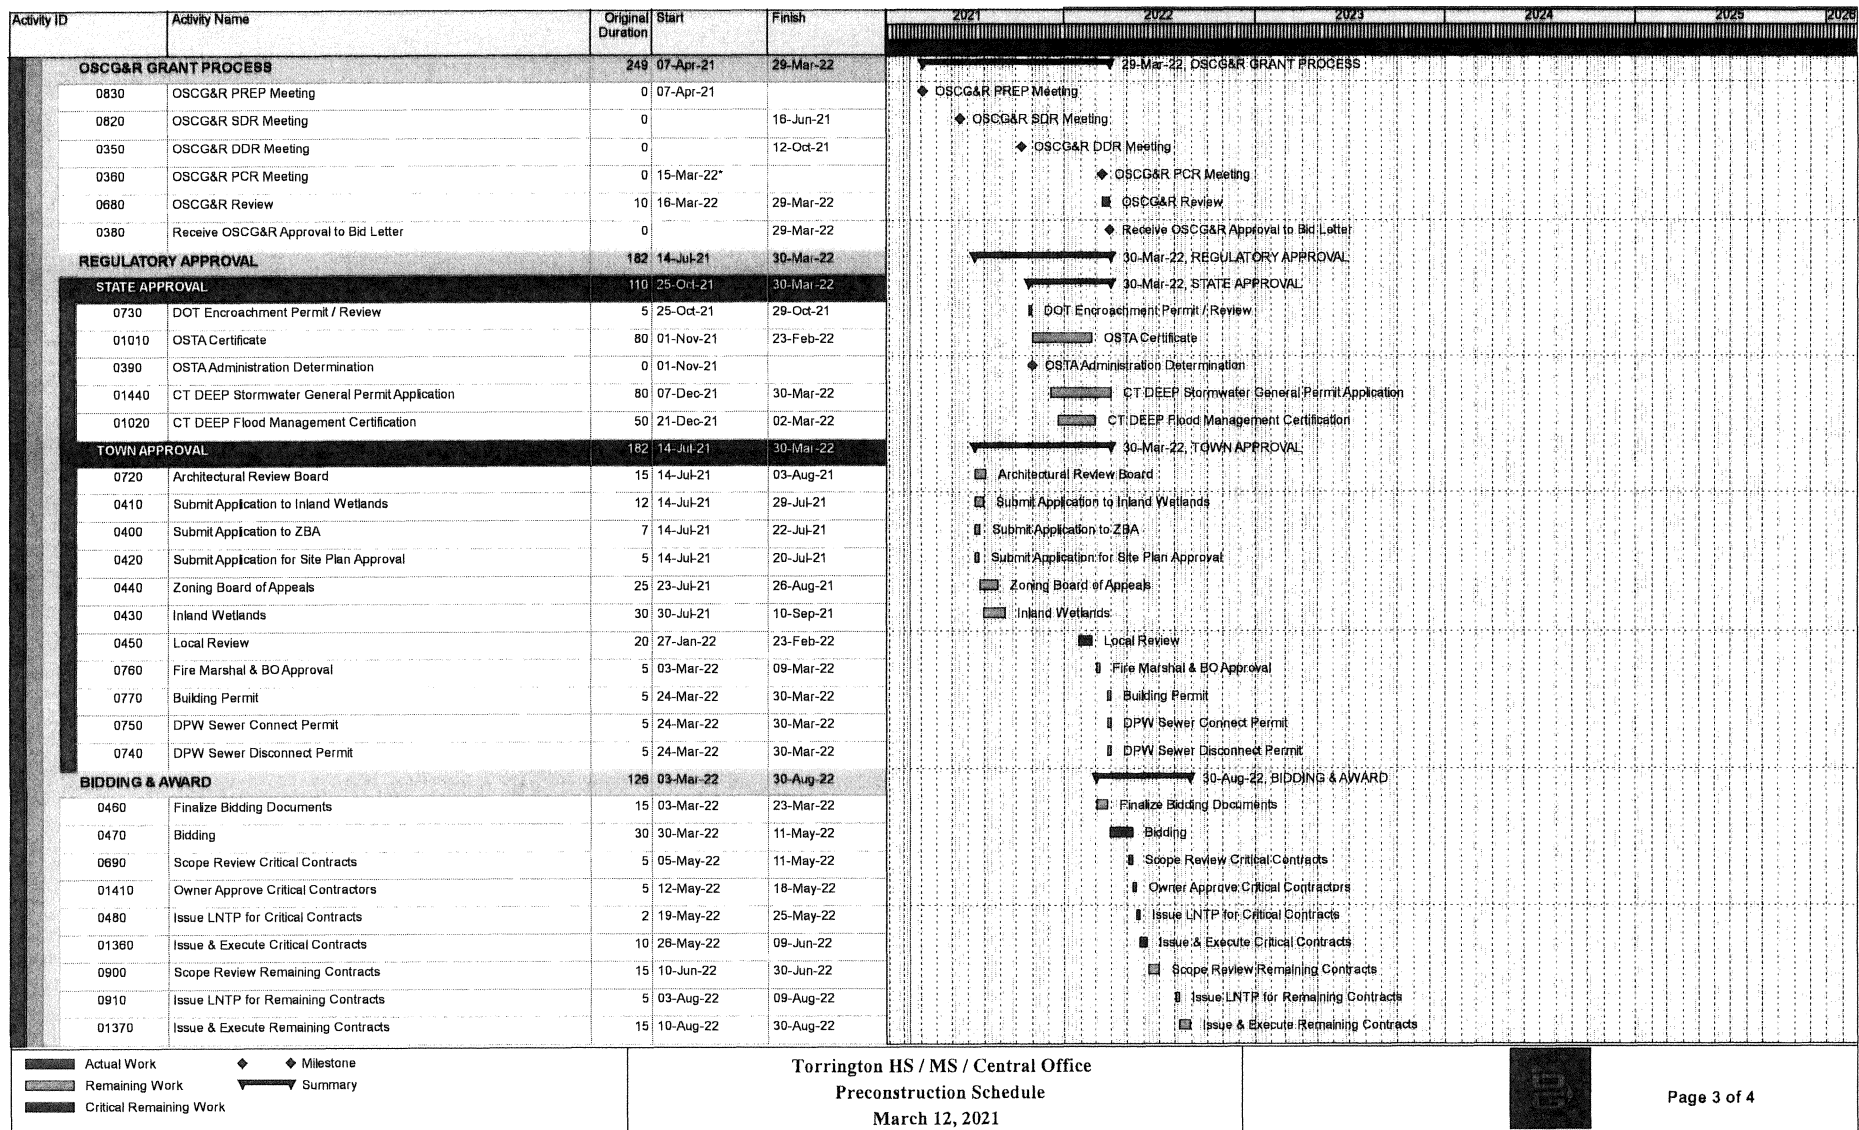 Activity ID Activity Name Original Duration Start Finish 2021 2022 2023 2024 2025 2026
OSCG&R GRANT PROCESS 249 07-Apr-21 29-Mar-22 29-Mar-22, OSCG&R GRANT PROCESS
0830 OSCG&R PREP Meeting 0 07-Apr-21 OSCG&R PREP Meeting
0820 OSCG&R SDR Meeting 0 16-Jun-21 OSCG&R SDR Meeting
0350 OSCG&R DDR Meeting 0 12-Oct-21 OSCG&R DDR Meeting
0360 OSCG&R PCR Meeting 0 15-Mar-22* OSCG&R PCR Meeting
0680 OSCG&R Review 10 16-Mar-22 29-Mar-22 OSCG&R Review
0380 Receive OSCG&R Approval to Bid Letter 0 29-Mar-22 Receive OSCG&R Approval to Bid Letter
REGULATORY APPROVAL 182 14-Jul-21 30-Mar-22 30-Mar-22, REGULATORY APPROVAL
STATE APPROVAL 110 25-Oct-21 30-Mar-22 30-Mar-22, STATE APPROVAL
0730 DOT Encroachment Permit / Review 5 25-Oct-21 29-Oct-21 DOT Encroachment Permit / Review
01010 OSTA Certificate 80 01-Nov-21 23-Feb-22 OSTA Certificate
0390 OSTA Administration Determination 0 01-Nov-21 OSTA Administration Determination
01440 CT DEEP Stormwater General Permit Application 80 07-Dec-21 30-Mar-22 CT DEEP Stormwater General Permit Application
01020 CT DEEP Flood Management Certification 50 21-Dec-21 02-Mar-22 CT DEEP Flood Management Certification
TOWN APPROVAL 182 14-Jul-21 30-Mar-22 30-Mar-22, TOWN APPROVAL
0720 Architectural Review Board 15 14-Jul-21 03-Aug-21 Architectural Review Board
0410 Submit Application to Inland Wetlands 12 14-Jul-21 29-Jul-21 Submit Application to Inland Wetlands
0400 Submit Application to ZBA 7 14-Jul-21 22-Jul-21 Submit Application to ZBA
0420 Submit Application for Site Plan Approval 5 14-Jul-21 20-Jul-21 Submit Application for Site Plan Approval
0440 Zoning Board of Appeals 25 23-Jul-21 26-Aug-21 Zoning Board of Appeals
0430 Inland Wetlands 30 30-Jul-21 10-Sep-21 Inland Wetlands
0450 Local Review 20 27-Jan-22 23-Feb-22 Local Review
0760 Fire Marshal & BO Approval 5 03-Mar-22 09-Mar-22 Fire Marshal & BO Approval
0770 Building Permit 5 24-Mar-22 30-Mar-22 Building Permit
0750 DPW Sewer Connect Permit 5 24-Mar-22 30-Mar-22 DPW Sewer Connect Permit
0740 DPW Sewer Disconnect Permit 5 24-Mar-22 30-Mar-22 DPW Sewer Disconnect Permit
BIDDING & AWARD 126 03-Mar-22 30-Aug-22 30-Aug-22, BIDDING & AWARD
0460 Finalize Bidding Documents 15 03-Mar-22 23-Mar-22 Finalize Bidding Documents
0470 Bidding 30 30-Mar-22 11-May-22 Bidding
0690 Scope Review Critical Contracts 5 05-May-22 11-May-22 Scope Review Critical Contracts
01410 Owner Approve Critical Contractors 5 12-May-22 18-May-22 Owner Approve Critical Contractors
0480 Issue LNTP for Critical Contracts 2 19-May-22 25-May-22 Issue LNTP for Critical Contracts
01360 Issue & Execute Critical Contracts 10 26-May-22 09-Jun-22 Issue & Execute Critical Contracts
0900 Scope Review Remaining Contracts 15 10-Jun-22 30-Jun-22 Scope Review Remaining Contracts
0910 Issue LNTP for Remaining Contracts 5 03-Aug-22 09-Aug-22 Issue LNTP for Remaining Contracts
01370 Issue & Execute Remaining Contracts 15 10-Aug-22 30-Aug-22 Issue & Execute Remaining Contracts
Actual Work Milestone
Remaining Work Summary
Critical Remaining Work
Torrington HS / MS / Central Office
Preconstruction Schedule
March 12, 2021
Page 3 of 4